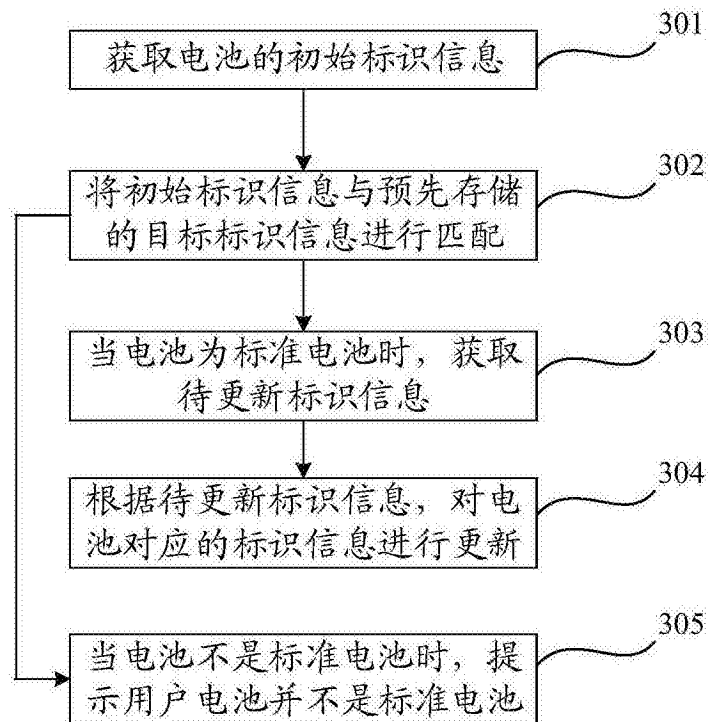 获取电池的初始标识信息
301
将初始标识信息与预先存储
的目标标识信息进行匹配
302
当电池为标准电池时，获取
待更新标识信息
303
根据待更新标识信息，对电
池对应的标识信息进行更新
304
当电池不是标准电池时，提
示用户电池并不是标准电池
305